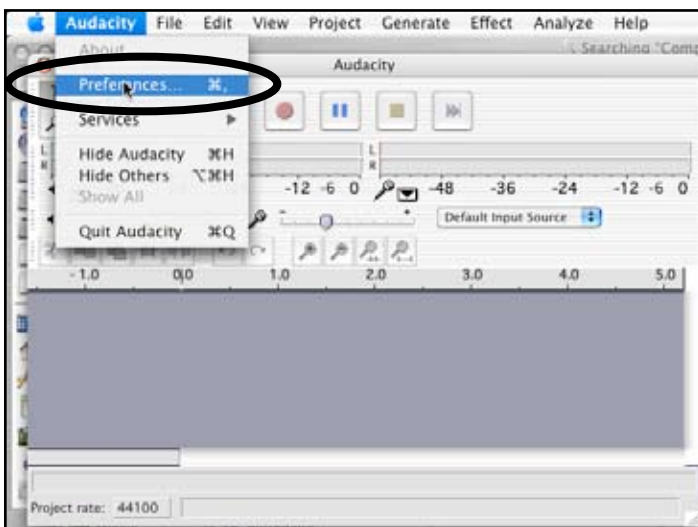 Audacity File Edit View Project Generate Effect Analyze Help
About
Searching "Comp
Audacity
Preferences... ⌘,
Services
Hide Audacity ⌘H
Hide Others ⌥⌘H
Show All
Quit Audacity ⌘Q
L
R
L
R
-12 -6 0 -48 -36 -24 -12 -6 0
- + Default Input Source
-1.0 0,0 1.0 2.0 3.0 4.0 5.0
Project rate: 44100